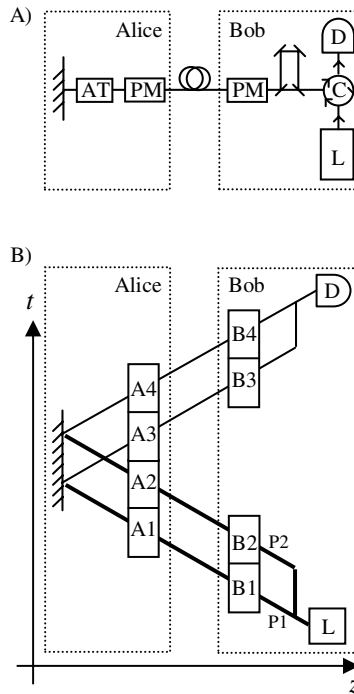 A)
Alice
Bob
D
AT
PM
PM
C
L
B)
Alice
Bob
t
D
B4
B3
A4
A3
A2
A1
B2
P2
B1
P1
L
z